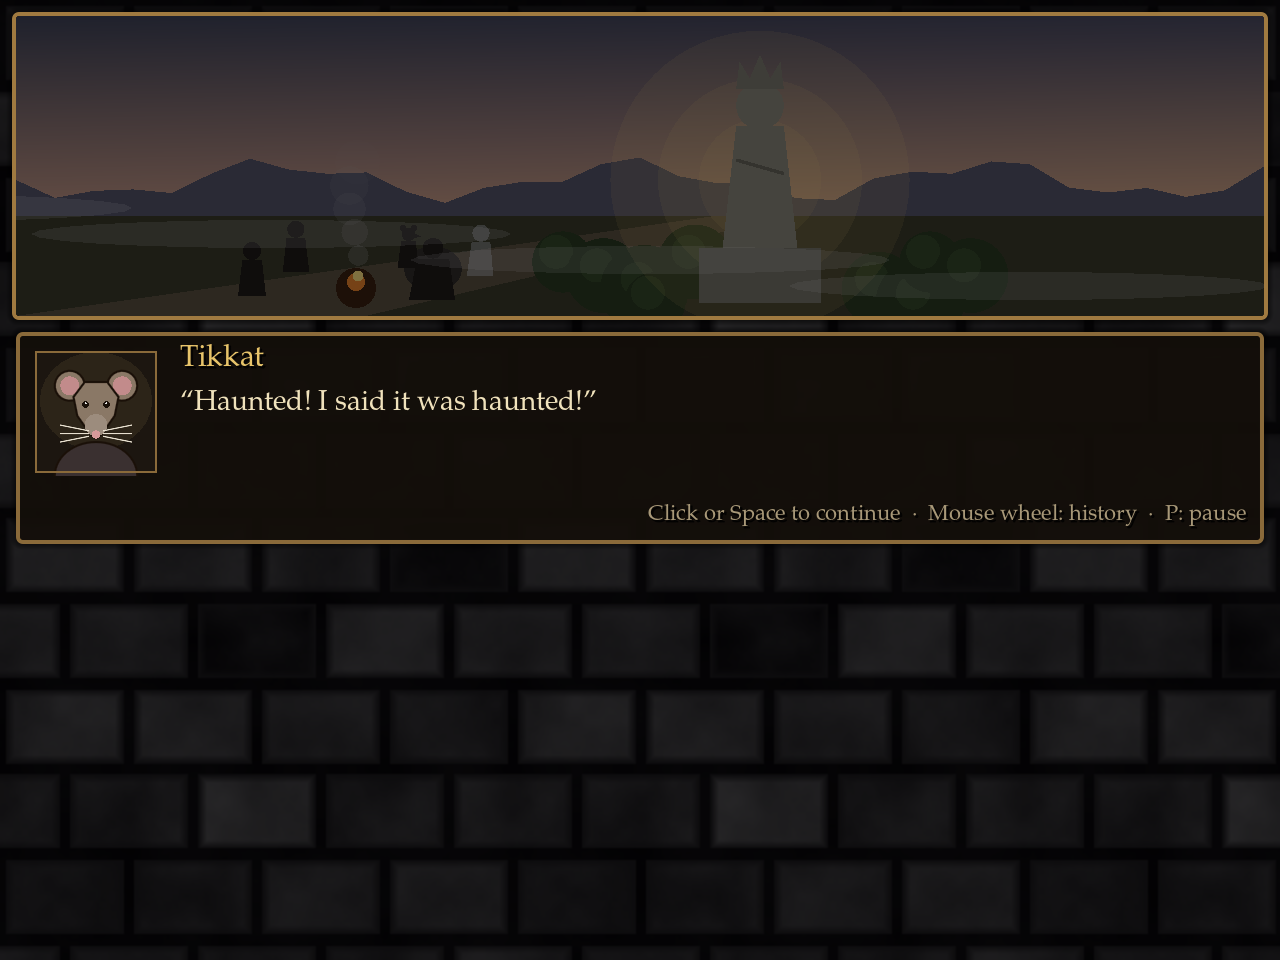 Tikkat
“Haunted! I said it was haunted!”
Click or Space to continue · Mouse wheel: history · P: pause